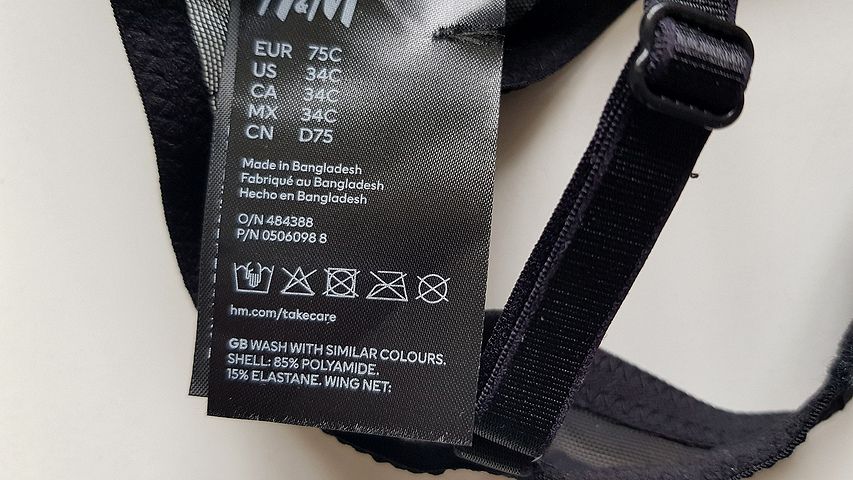 H&M
EUR 75C
US 34C
CA 34C
MX 34C
CN D75
Made in Bangladesh
Fabriqué au Bangladesh
Hecho en Bangladesh
O/N 484388
P/N 0506098 8
hm.com/takecare
GB WASH WITH SIMILAR COLOURS.
SHELL: 85% POLYAMIDE.
15% ELASTANE. WING NET: